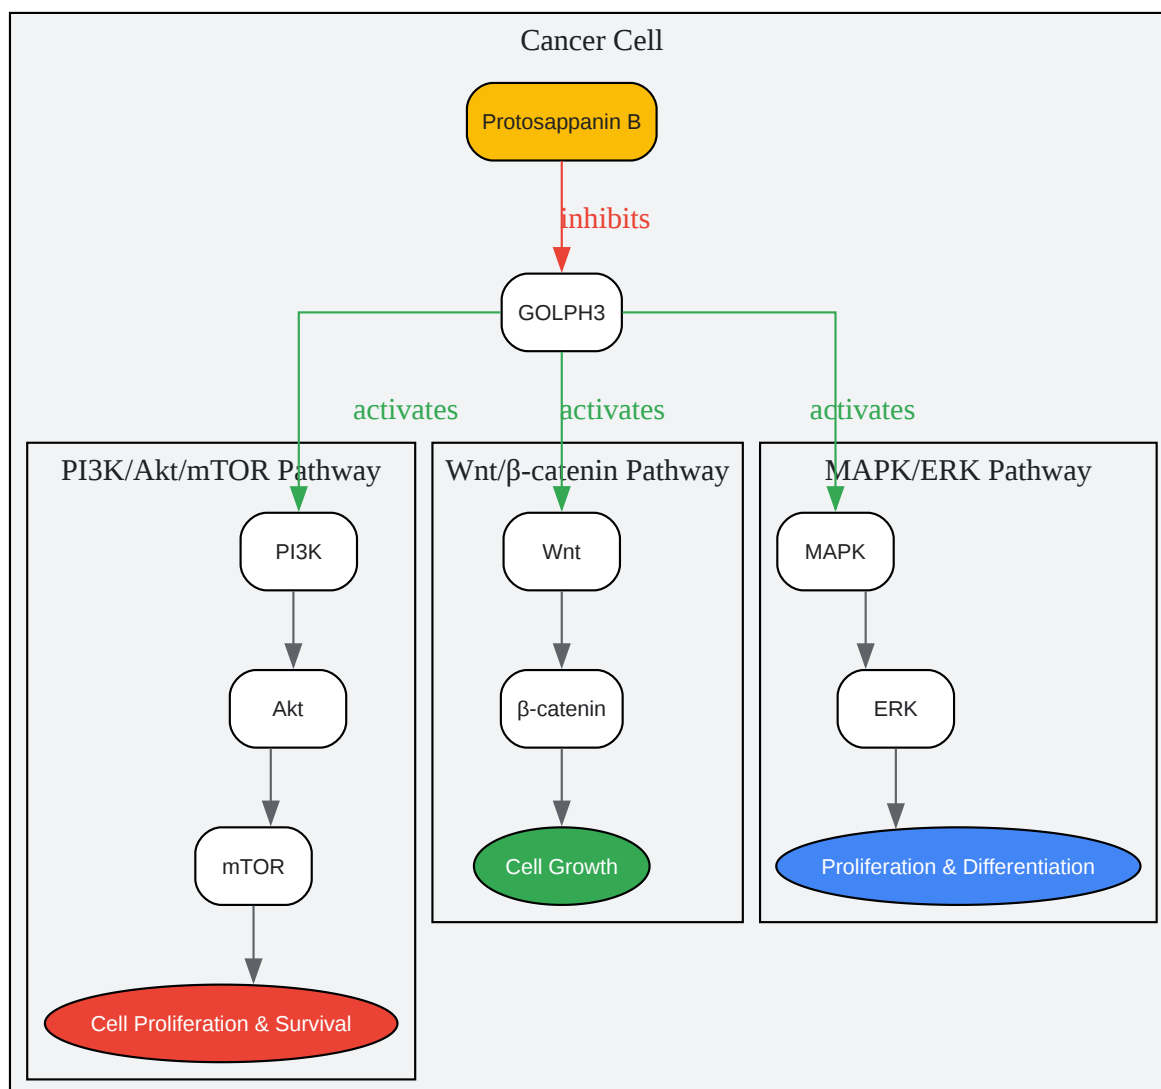 Cancer Cell
Protosappanin B
inhibits
GOLPH3
activates
activates
activates
PI3K/Akt/mTOR Pathway
Wnt/β-catenin Pathway
MAPK/ERK Pathway
PI3K
Wnt
MAPK
Akt
β-catenin
ERK
mTOR
Cell Growth
Proliferation & Differentiation
Cell Proliferation & Survival